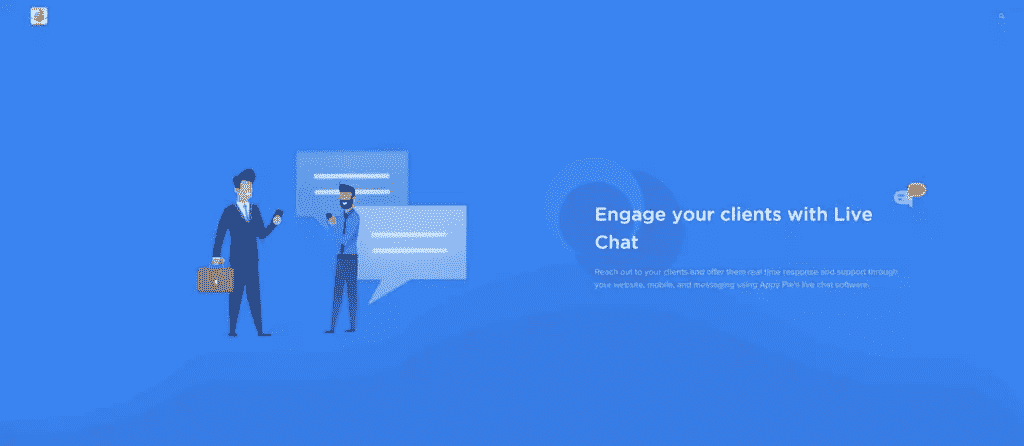 Engage your clients with Live
Chat
Reach out to your clients and offer them real time response and support through
your website, mobile, and messaging using Appy Pie's live chat software.